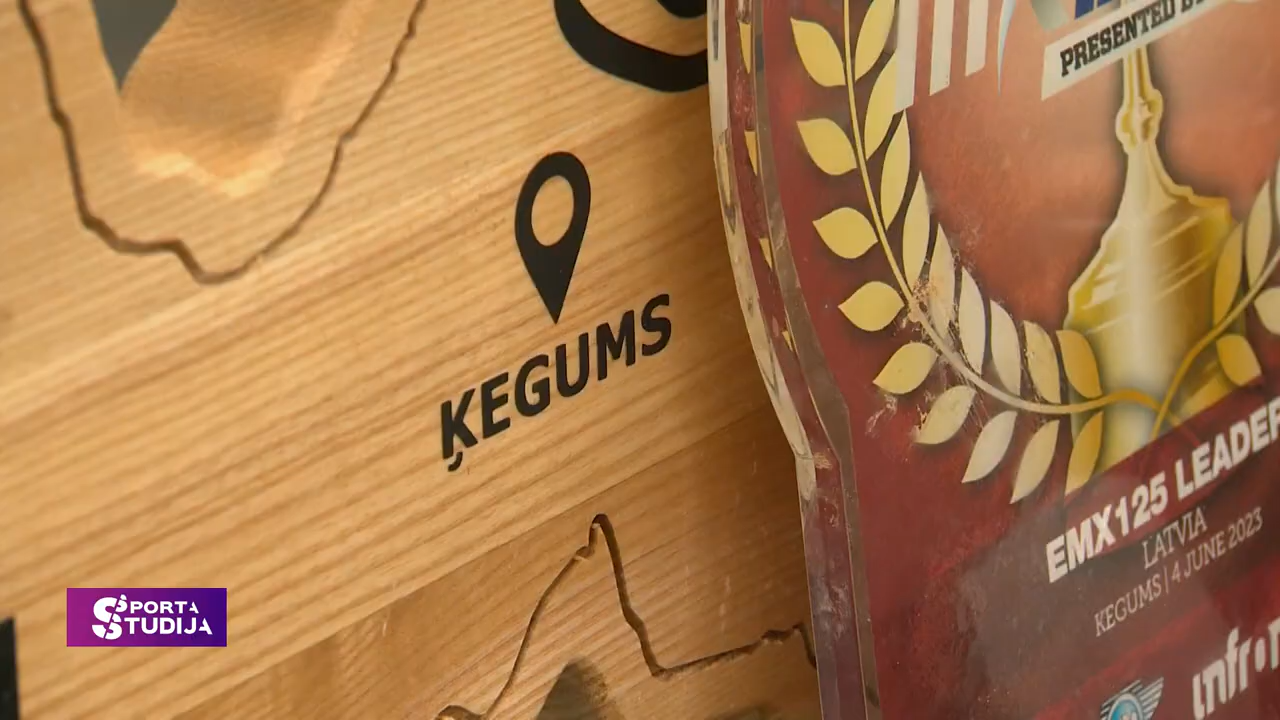 PRESENTED BY
ĶEGUMS
EMX125 LEADER
LATVIA
KEGUMS | 4 JUNE 2023
SPORTA
STUDIJA